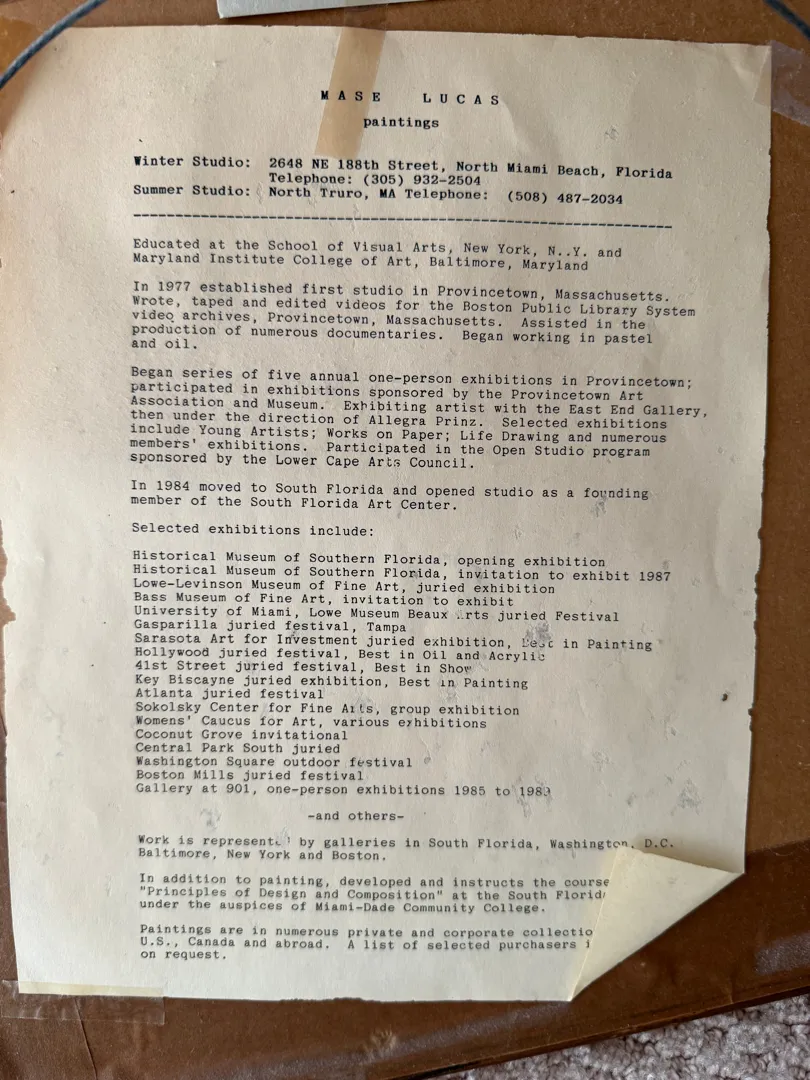 MASE LUCAS
paintings
Winter Studio: 2648 NE 188th Street, North Miami Beach, Florida
Telephone: (305) 932-2504
Summer Studio: North Truro, MA Telephone: (508) 487-2034
Educated at the School of Visual Arts, New York, N..Y. and
Maryland Institute College of Art, Baltimore, Maryland
In 1977 established first studio in Provincetown, Massachusetts.
Wrote, taped and edited videos for the Boston Public Library System
video archives, Provincetown, Massachusetts. Assisted in the
production of numerous documentaries. Began working in pastel
and oil.
Began series of five annual one-person exhibitions in Provincetown;
participated in exhibitions sponsored by the Provincetown Art
Association and Museum. Exhibiting artist with the East End Gallery,
then under the direction of Allegra Prinz. Selected exhibitions
include Young Artists; Works on Paper; Life Drawing and numerous
members' exhibitions. Participated in the Open Studio program
sponsored by the Lower Cape Arts Council.
In 1984 moved to South Florida and opened studio as a founding
member of the South Florida Art Center.
Selected exhibitions include:
Historical Museum of Southern Florida, opening exhibition
Historical Museum of Southern Florida, invitation to exhibit 1987
Lowe-Levinson Museum of Fine Art, juried exhibition
Bass Museum of Fine Art, invitation to exhibit
University of Miami, Lowe Museum Beaux Arts juried Festival
Gasparilla juried festival, Tampa
Sarasota Art for Investment juried exhibition, Best in Painting
Hollywood juried festival, Best in Oil and Acrylic
41st Street juried festival, Best in Show
Key Biscayne juried exhibition, Best in Painting
Atlanta juried festival
Sokolsky Center for Fine Arts, group exhibition
Womens' Caucus for Art, various exhibitions
Coconut Grove invitational
Central Park South juried
Washington Square outdoor festival
Boston Mills juried festival
Gallery at 901, one-person exhibitions 1985 to 1989
-and others-
Work is represented by galleries in South Florida, Washington, D.C.
Baltimore, New York and Boston.
In addition to painting, developed and instructs the course
"Principles of Design and Composition" at the South Florida
under the auspices of Miami-Dade Community College.
Paintings are in numerous private and corporate collectio
U.S., Canada and abroad. A list of selected purchasers i
on request.